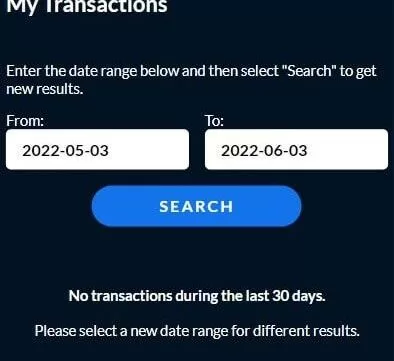 My Transactions
Enter the date range below and then select "Search" to get
new results.
From: To:
2022-05-03 2022-06-03
SEARCH
No transactions during the last 30 days.
Please select a new date range for different results.